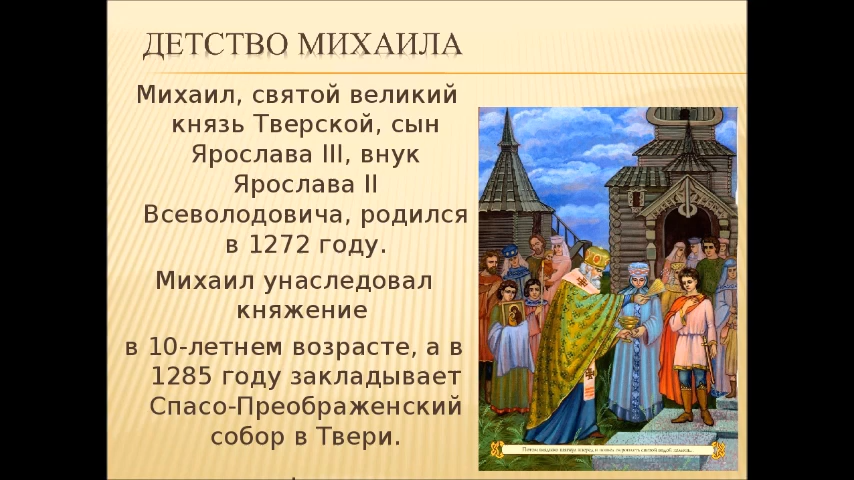 ДЕТСТВО МИХАИЛА
Михаил, святой великий
князь Тверской, сын
Ярослава III, внук
Ярослава II
Всеволодовича, родился
в 1272 году.
Михаил унаследовал
княжение
в 10-летнем возрасте, а в
1285 году закладывает
Спасо-Преображенский
собор в Твери.